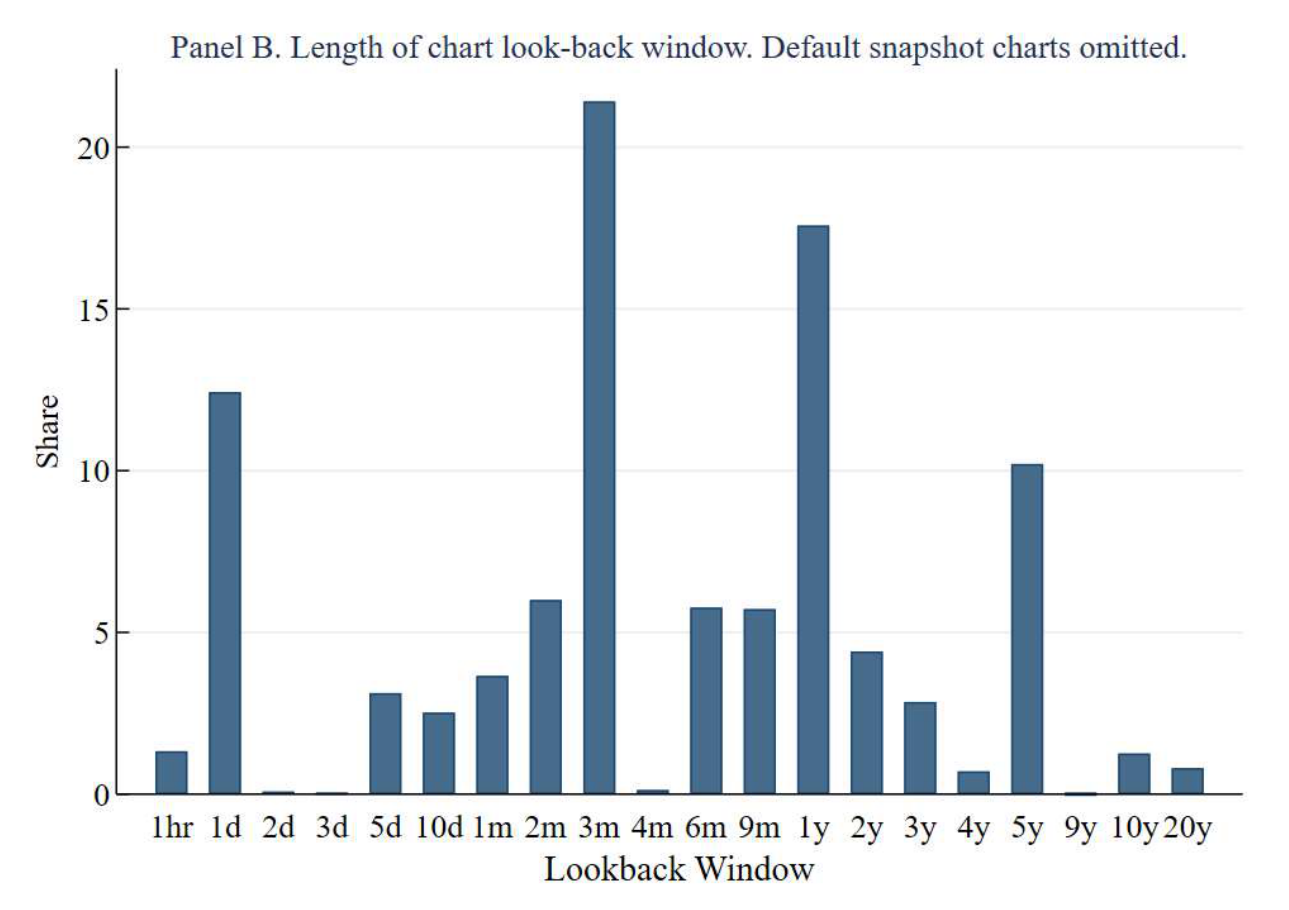 Panel B. Length of chart look-back window. Default snapshot charts omitted.
20
15
10
5
0
Share
1hr 1d 2d 3d 5d 10d 1m 2m 3m 4m 6m 9m 1y 2y 3y 4y 5y 9y 10y 20y
Lookback Window